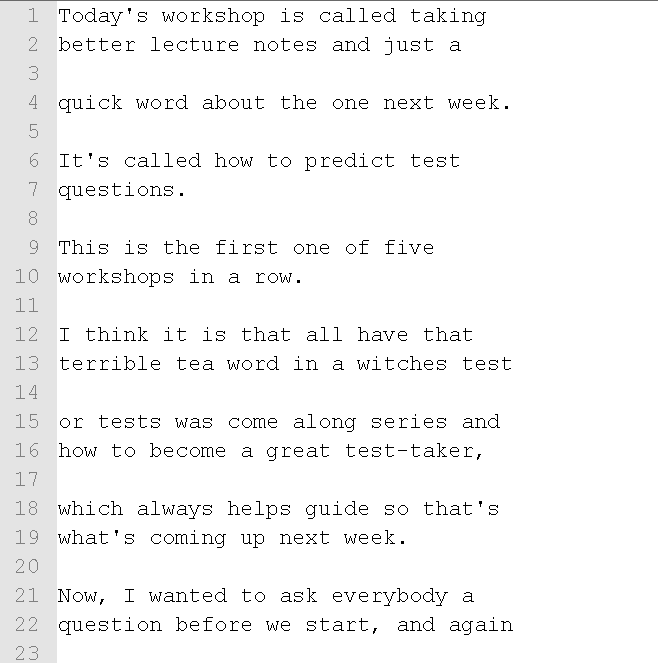 1 Today's workshop is called taking
2 better lecture notes and just a
3
4 quick word about the one next week.
5
6 It's called how to predict test
7 questions.
8
9 This is the first one of five
10 workshops in a row.
11
12 I think it is that all have that
13 terrible tea word in a witches test
14
15 or tests was come along series and
16 how to become a great test-taker,
17
18 which always helps guide so that's
19 what's coming up next week.
20
21 Now, I wanted to ask everybody a
22 question before we start, and again
23